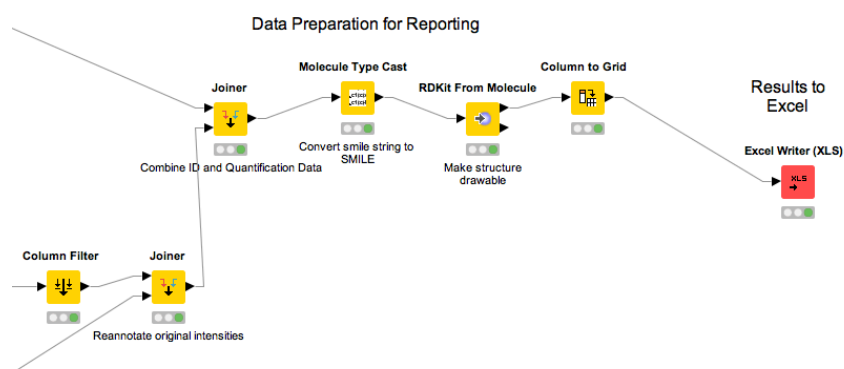 Data Preparation for Reporting
Joiner
Molecule Type Cast
RDKit From Molecule
Column to Grid
Results to
Excel
Combine ID and Quantification Data
Convert smile string to
SMILE
Make structure
drawable
Excel Writer (XLS)
XLS
Column Filter
Joiner
Reannotate original intensities